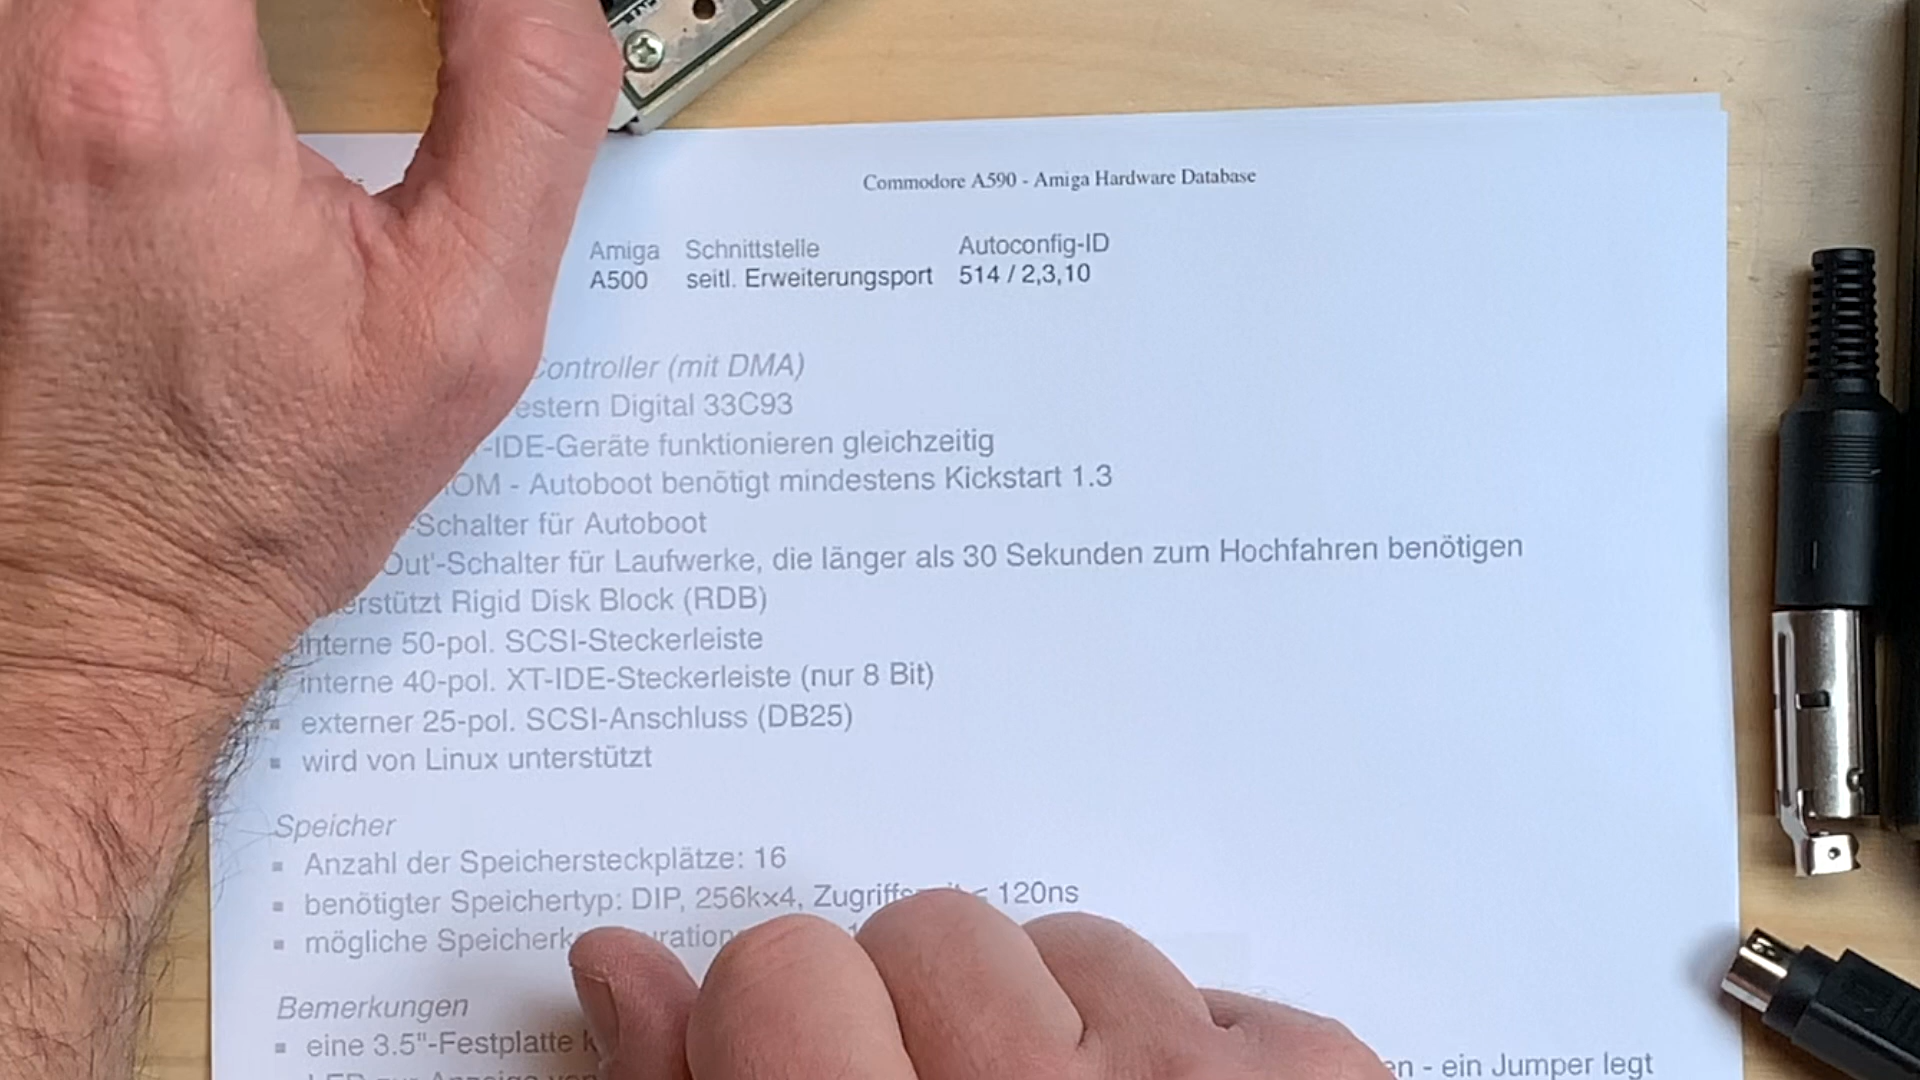 Commodore A590 - Amiga Hardware Database
Amiga Schnittstelle Autoconfig-ID
A500 seitl. Erweiterungsport 514 / 2,3,10
Controller (mit DMA)
estern Digital 33C93
-IDE-Geräte funktionieren gleichzeitig
OM - Autoboot benötigt mindestens Kickstart 1.3
-Schalter für Autoboot
Out'-Schalter für Laufwerke, die länger als 30 Sekunden zum Hochfahren benötigen
erstützt Rigid Disk Block (RDB)
interne 50-pol. SCSI-Steckerleiste
interne 40-pol. XT-IDE-Steckerleiste (nur 8 Bit)
▪ externer 25-pol. SCSI-Anschluss (DB25)
▪ wird von Linux unterstützt
Speicher
▪ Anzahl der Speichersteckplätze: 16
▪ benötigter Speichertyp: DIP, 256k×4, < 120ns
▪ mögliche
Bemerkungen
▪ eine 3.5"-Festplatte
- ein Jumper legt